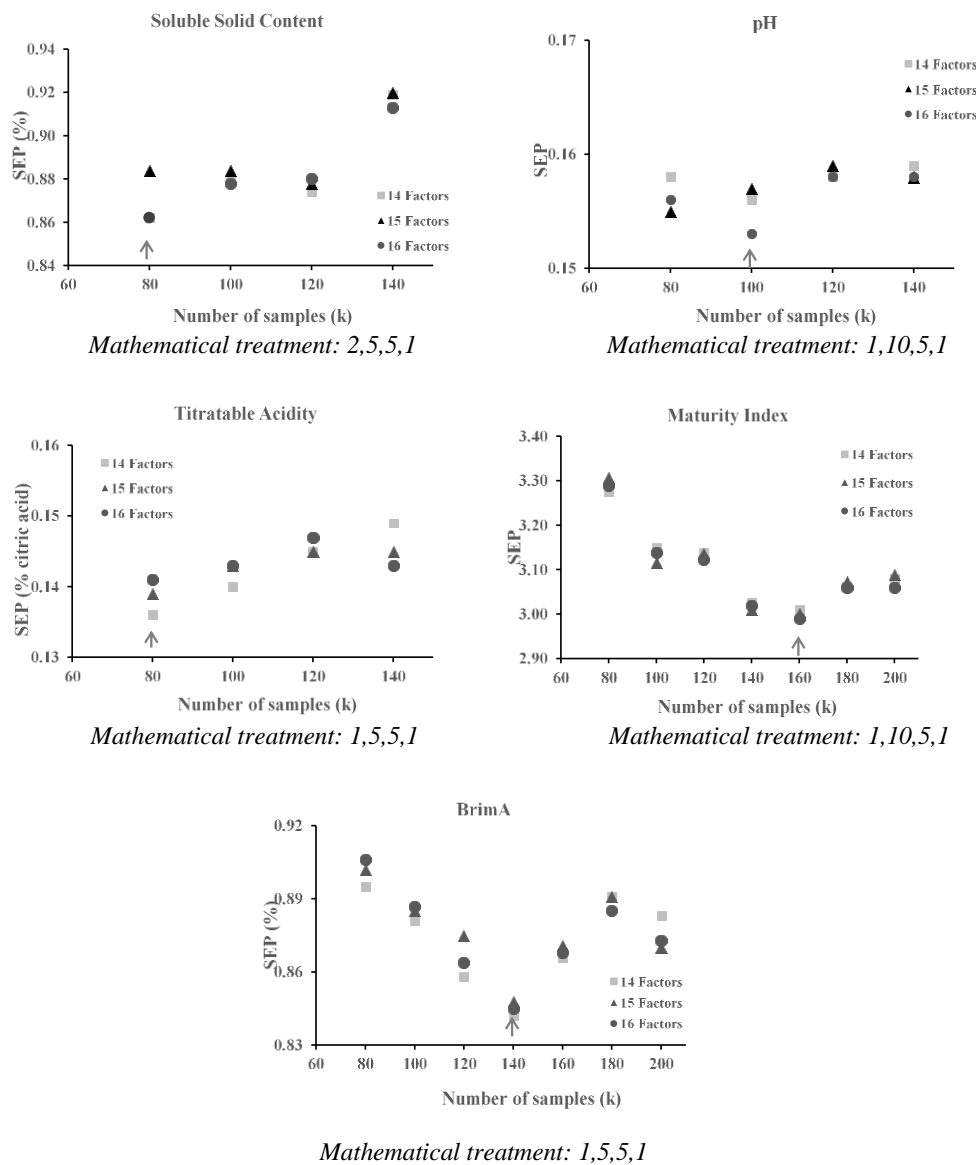 Soluble Solid Content
0.94
0.92
0.90
0.88
0.86
0.84
SEP (%)
14 Factors
15 Factors
16 Factors
60 80 100 120 140
Number of samples (k)
Mathematical treatment: 2,5,5,1
pH
0.17
0.16
0.15
SEP
14 Factors
15 Factors
16 Factors
60 80 100 120 140
Number of samples (k)
Mathematical treatment: 1,10,5,1
Titratable Acidity
0.16
0.15
0.14
0.13
SEP (% citric acid)
14 Factors
15 Factors
16 Factors
60 80 100 120 140
Number of samples (k)
Mathematical treatment: 1,5,5,1
Maturity Index
3.40
3.30
3.20
3.10
3.00
2.90
SEP
14 Factors
15 Factors
16 Factors
60 80 100 120 140 160 180 200
Number of samples (k)
Mathematical treatment: 1,10,5,1
BrimA
0.92
0.89
0.86
0.83
SEP (%)
14 Factors
15 Factors
16 Factors
60 80 100 120 140 160 180 200
Number of samples (k)
Mathematical treatment: 1,5,5,1